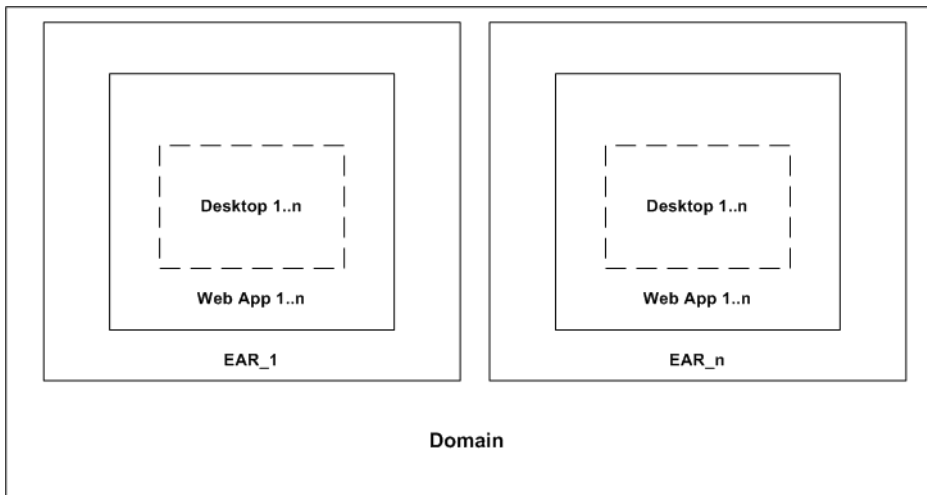 Desktop 1..n
Web App 1..n
EAR_1
Desktop 1..n
Web App 1..n
EAR_n
Domain